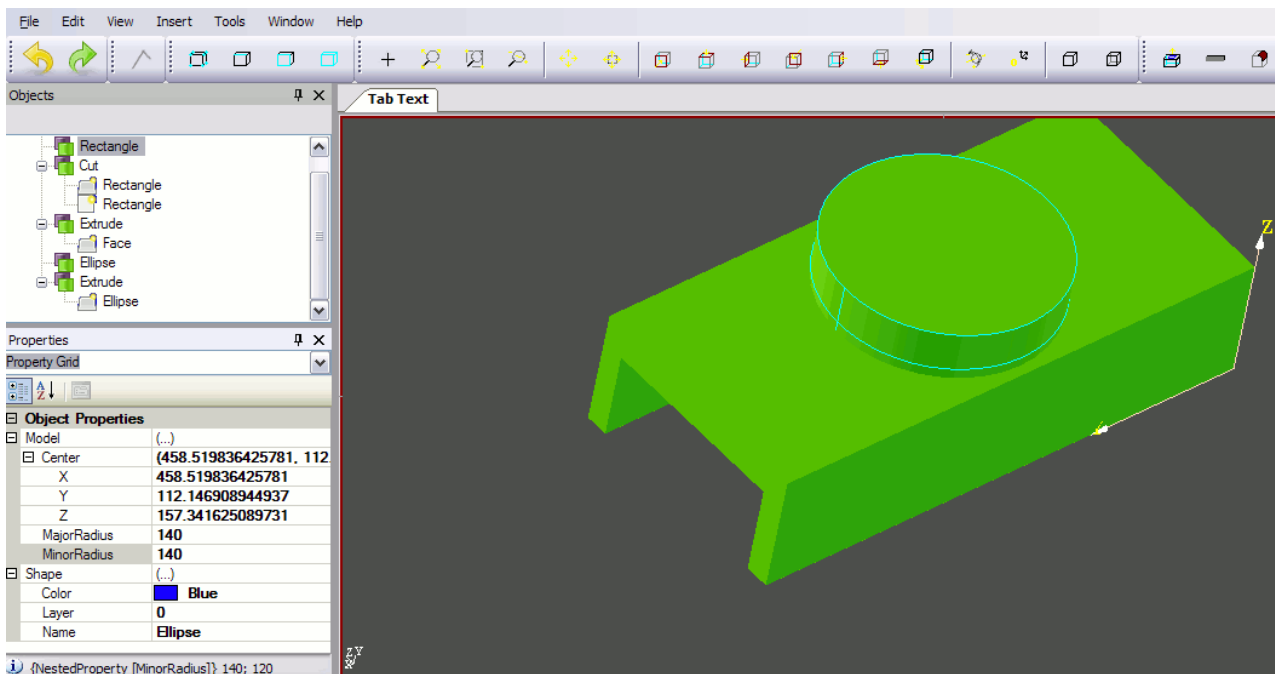 File Edit View Insert Tools Window Help
Objects
Tab Text
Rectangle
Cut
Rectangle
Rectangle
Extrude
Face
Ellipse
Extrude
Ellipse
Z
Properties
Property Grid
Object Properties
Model (...)
Center (458.519836425781, 112.
X 458.519836425781
Y 112.146908944937
Z 157.341625089731
MajorRadius 140
MinorRadius 140
Shape (...)
Color Blue
Layer 0
Name Ellipse
{NestedProperty [MinorRadius]} 140; 120